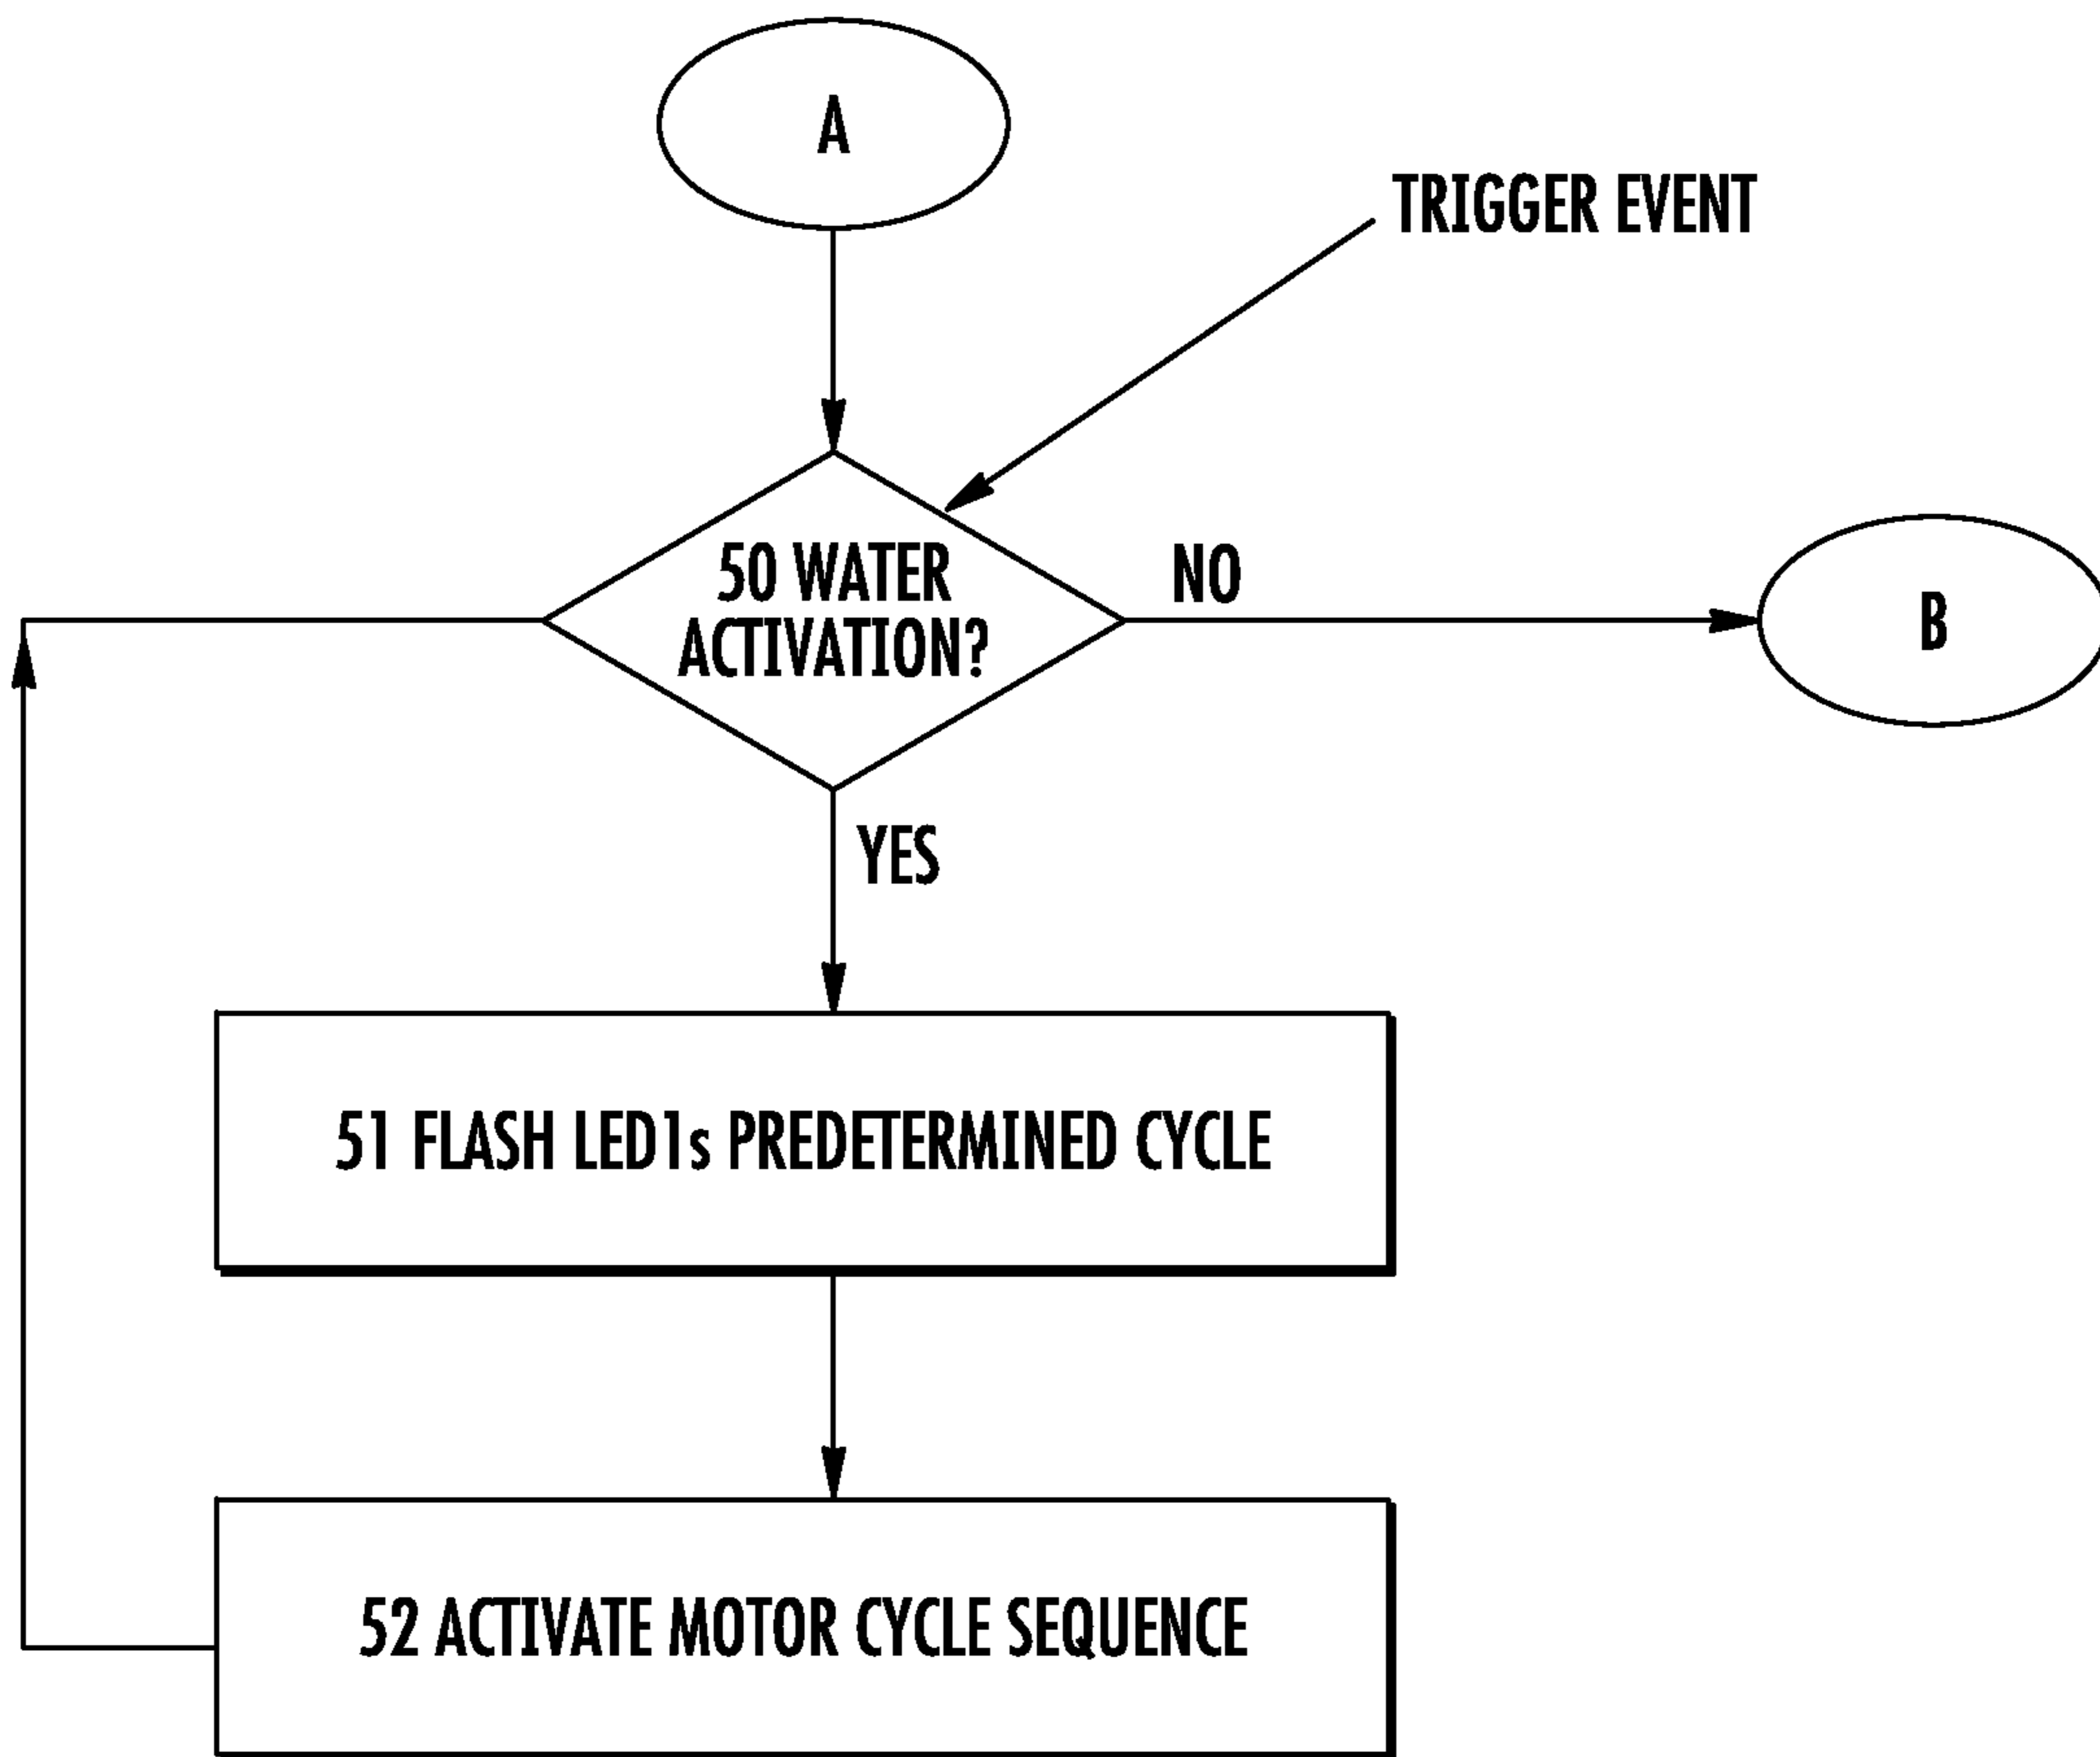 A
TRIGGER EVENT
50 WATER
ACTIVATION?
NO
B
YES
51 FLASH LED1s PREDETERMINED CYCLE
52 ACTIVATE MOTOR CYCLE SEQUENCE